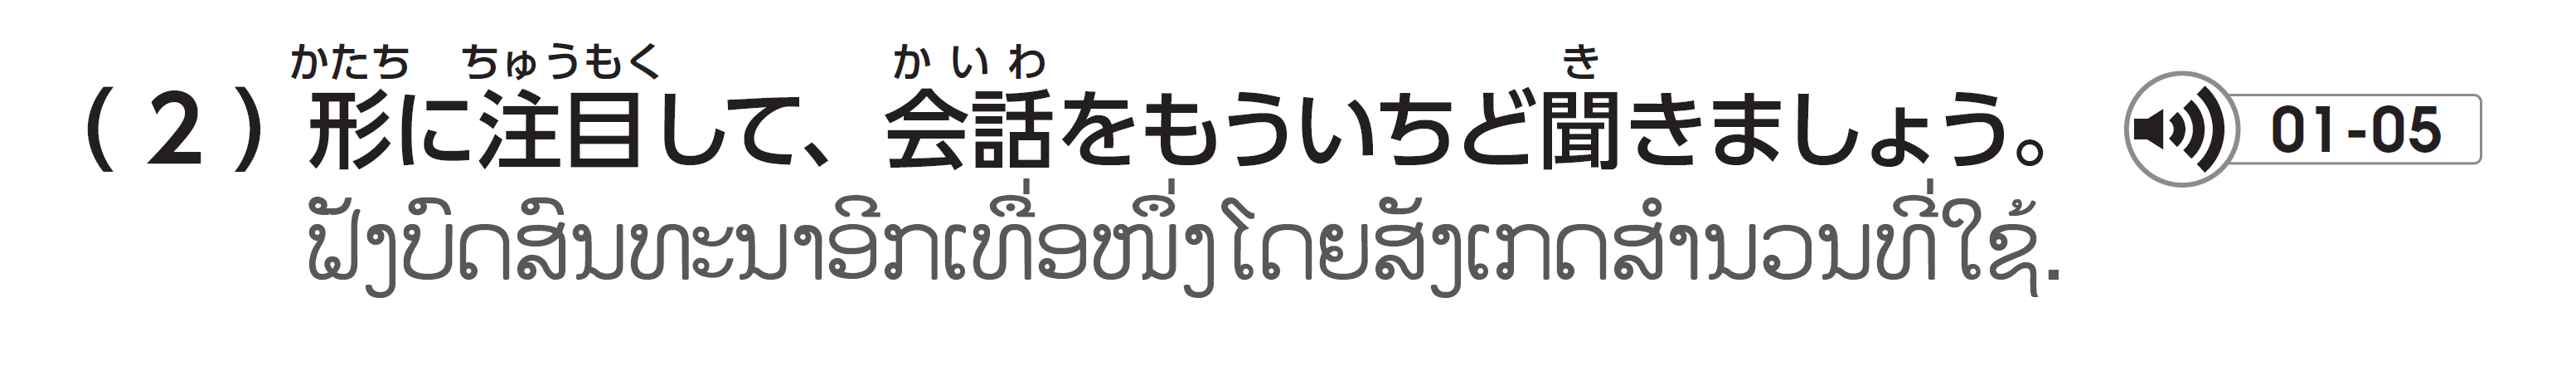 かたち ちゅうもく かいわ き
（２）形に注目して、会話をもういちど聞きましょう。 01-05
ຟັງບົດສົນທະນາອີກເທື່ອໜຶ່ງໂດຍສັງເກດສຳນວນທີ່ໃຊ້.